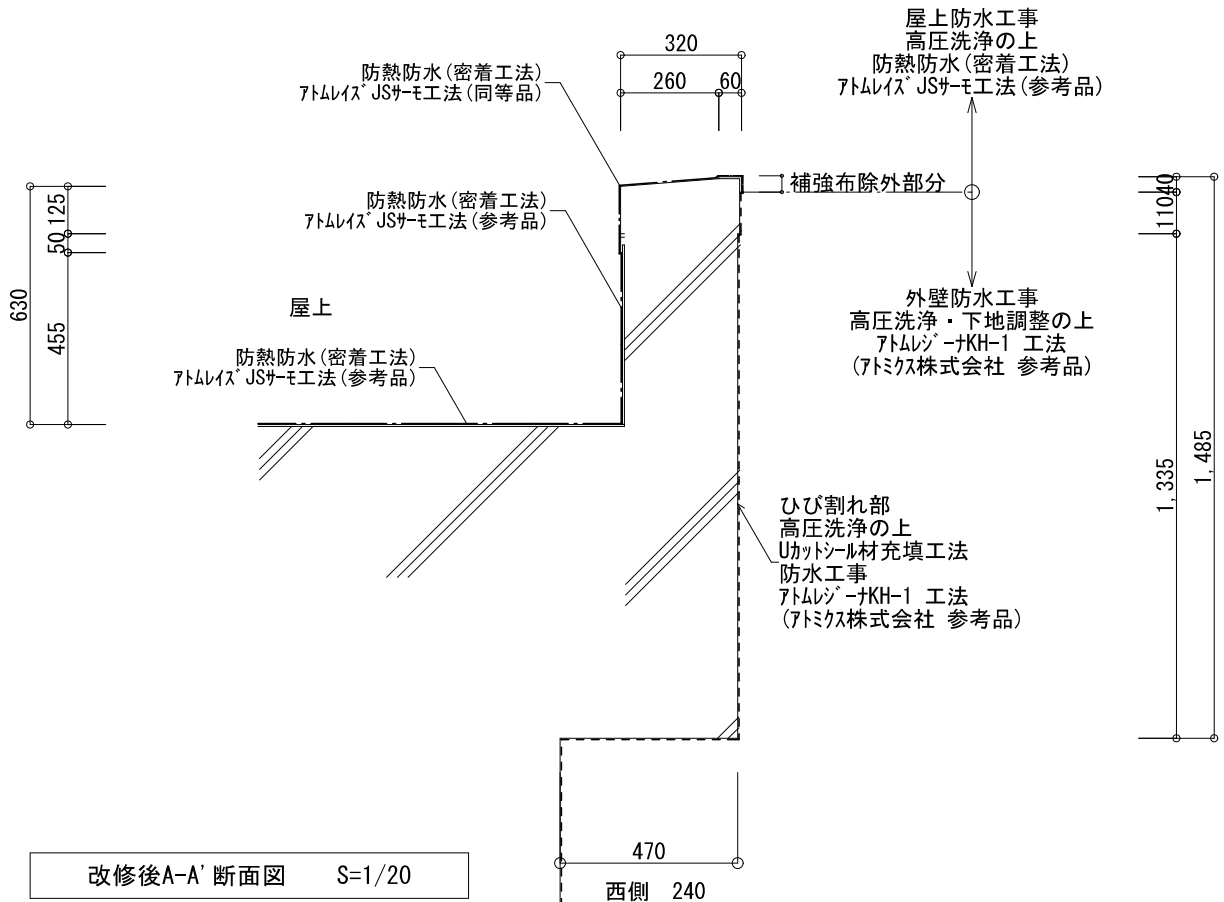 屋上防水工事
高圧洗浄の上
防熱防水(密着工法)
アトムレイズJSサーモ工法(参考品)
320
260
60
防熱防水(密着工法)
アトムレイズJSサーモ工法(同等品)
補強布除外部分
防熱防水(密着工法)
アトムレイズJSサーモ工法(参考品)
125
50
455
630
屋上
防熱防水(密着工法)
アトムレイズJSサーモ工法(参考品)
40
110
1,335
1,485
外壁防水工事
高圧洗浄・下地調整の上
アトムレジーナKH-1 工法
(アトミクス株式会社 参考品)
ひび割れ部
高圧洗浄の上
Uカットシール材充填工法
防水工事
アトムレジーナKH-1 工法
(アトミクス株式会社 参考品)
470
西側 240
改修後A-A'断面図 S=1/20